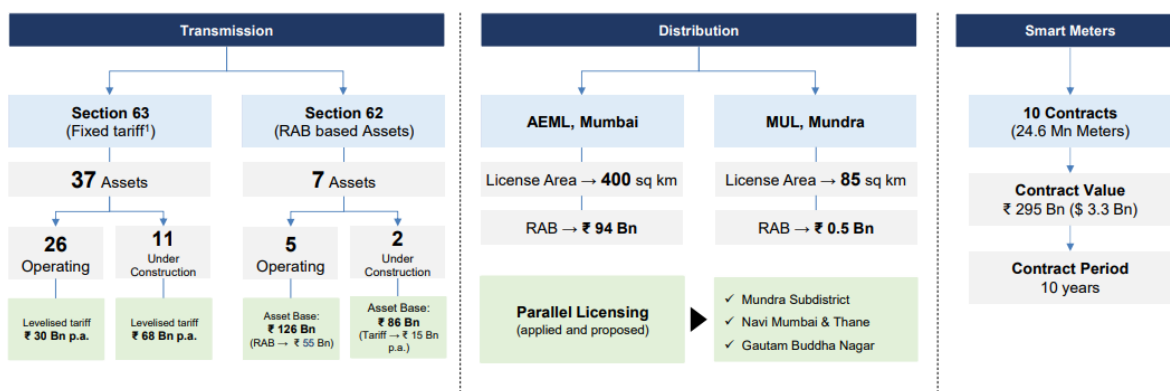 Transmission
Section 63
(Fixed tariff¹)
37 Assets
26
Operating
11
Under
Construction
Levelised tariff
₹ 30 Bn p.a.
Levelised tariff
₹ 68 Bn p.a.
Section 62
(RAB based Assets)
7 Assets
5
Operating
2
Under
Construction
Asset Base:
₹ 126 Bn
(RAB → ₹ 55 Bn)
Asset Base:
₹ 86 Bn
(Tariff → ₹ 15 Bn
p.a.)
Distribution
AEML, Mumbai
License Area → 400 sq km
RAB → ₹ 94 Bn
MUL, Mundra
License Area → 85 sq km
RAB → ₹ 0.5 Bn
Parallel Licensing
(applied and proposed)
✓ Mundra Subdistrict
✓ Navi Mumbai & Thane
✓ Gautam Buddha Nagar
Smart Meters
10 Contracts
(24.6 Mn Meters)
Contract Value
₹ 295 Bn ($ 3.3 Bn)
Contract Period
10 years